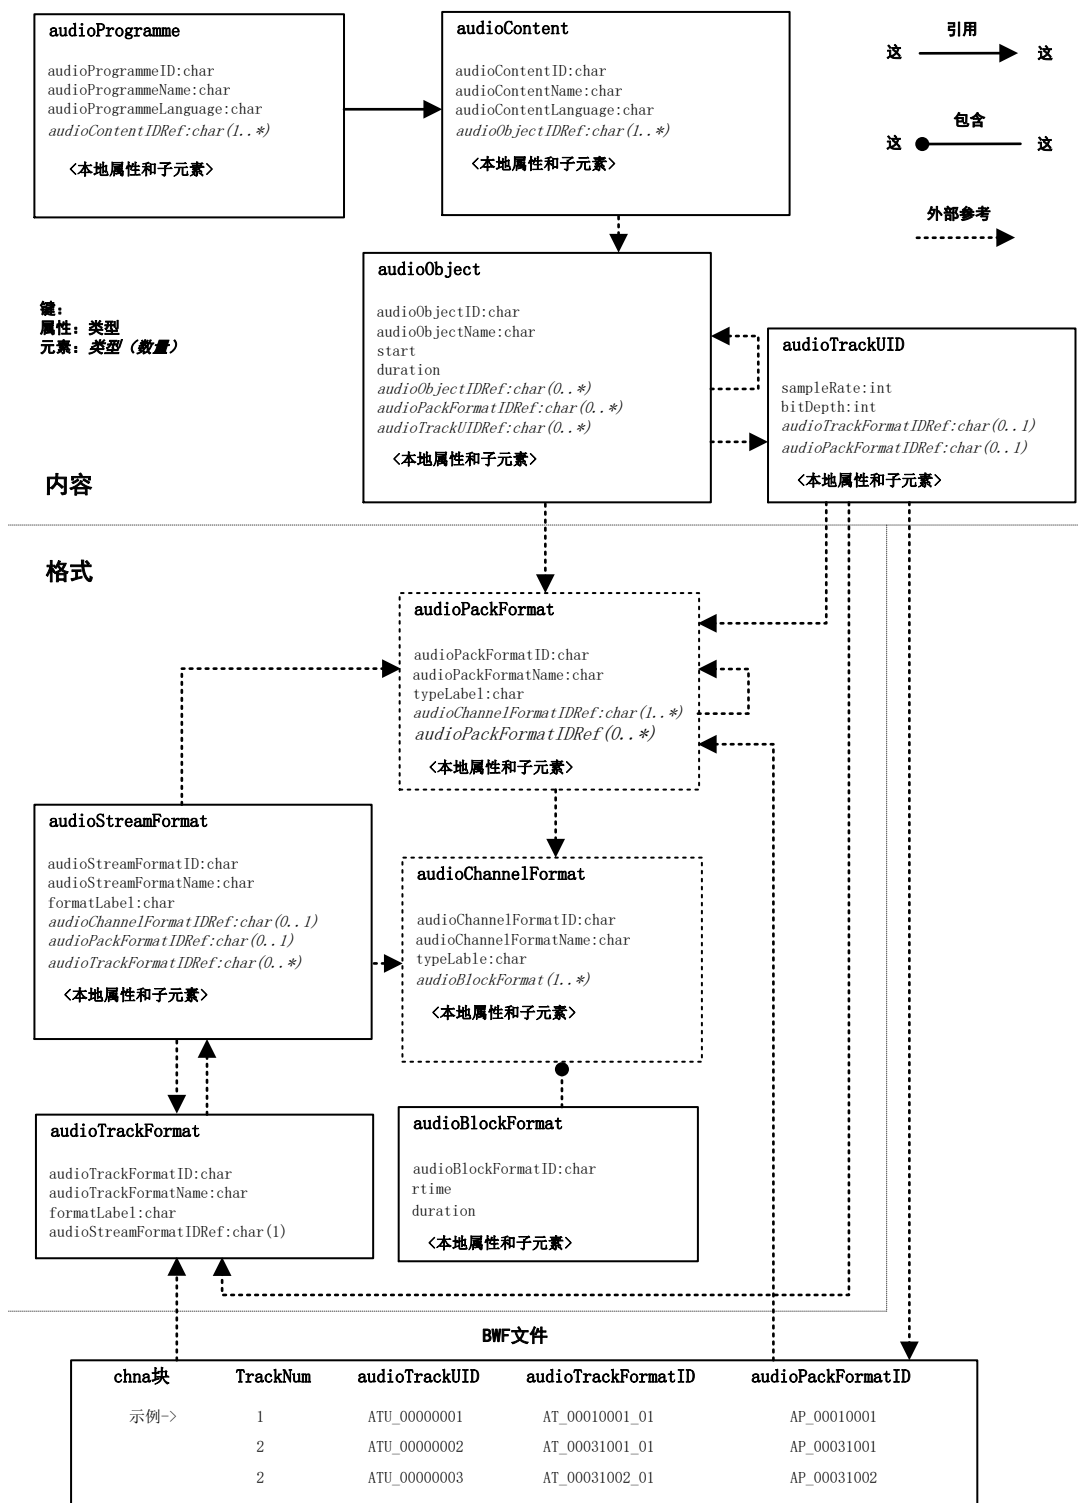 audioProgramme
audioProgrammeID:char
audioProgrammeName:char
audioProgrammeLanguage:char
audioContentIDRef:char(1..*)
<本地属性和子元素>
audioContent
audioContentID:char
audioContentName:char
audioContentLanguage:char
audioObjectIDRef:char(1..*)
<本地属性和子元素>
引用
这 这
包含
这 这
外部参考
键:
属性: 类型
元素: 类型（数量）
audioObject
audioObjectID:char
audioObjectName:char
start
duration
audioObjectIDRef:char(0..*)
audioPackFormatIDRef:char(0..*)
audioTrackUIDRef:char(0..*)
<本地属性和子元素>
audioTrackUID
sampleRate:int
bitDepth:int
audioTrackFormatIDRef:char(0..1)
audioPackFormatIDRef:char(0..1)
<本地属性和子元素>
内容
格式
audioPackFormat
audioPackFormatID:char
audioPackFormatName:char
typeLabel:char
audioChannelFormatIDRef:char(1..*)
audioPackFormatIDRef(0..*)
<本地属性和子元素>
audioStreamFormat
audioStreamFormatID:char
audioStreamFormatName:char
formatLabel:char
audioChannelFormatIDRef:char(0..1)
audioPackFormatIDRef:char(0..1)
audioTrackFormatIDRef:char(0..*)
<本地属性和子元素>
audioChannelFormat
audioChannelFormatID:char
audioChannelFormatName:char
typeLable:char
audioBlockFormat(1..*)
<本地属性和子元素>
audioTrackFormat
audioTrackFormatID:char
audioTrackFormatName:char
formatLabel:char
audioStreamFormatIDRef:char(1)
audioBlockFormat
audioBlockFormatID:char
rtime
duration
<本地属性和子元素>
BWF文件
chna块 TrackNum audioTrackUID audioTrackFormatID audioPackFormatID
示例-> 1 ATU_00000001 AT_00010001_01 AP_00010001
2 ATU_00000002 AT_00031001_01 AP_00031001
2 ATU_00000003 AT_00031002_01 AP_00031002